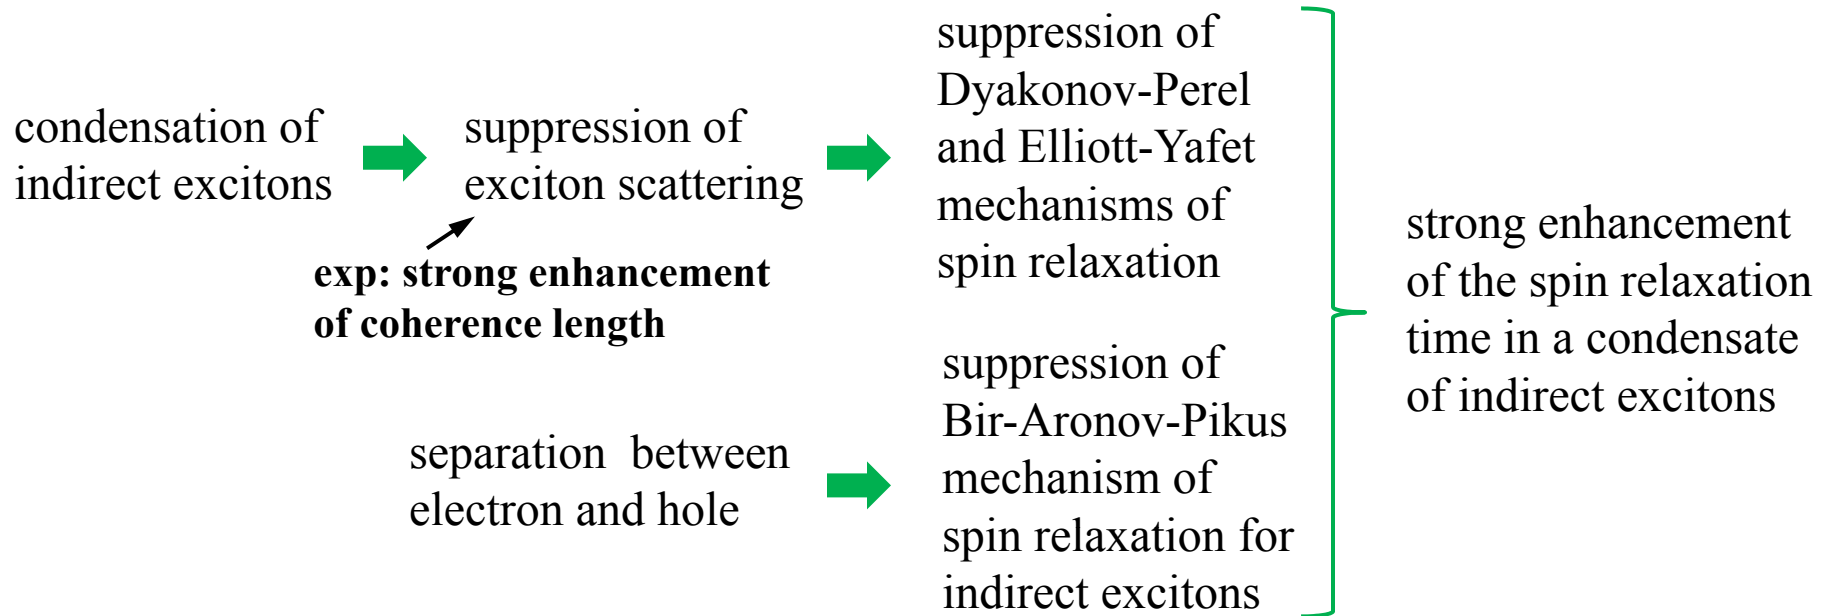 condensation of
indirect excitons
suppression of
exciton scattering
exp: strong enhancement
of coherence length
suppression of
Dyakonov-Perel
and Elliott-Yafet
mechanisms of
spin relaxation
separation between
electron and hole
suppression of
Bir-Aronov-Pikus
mechanism of
spin relaxation for
indirect excitons
strong enhancement
of the spin relaxation
time in a condensate
of indirect excitons